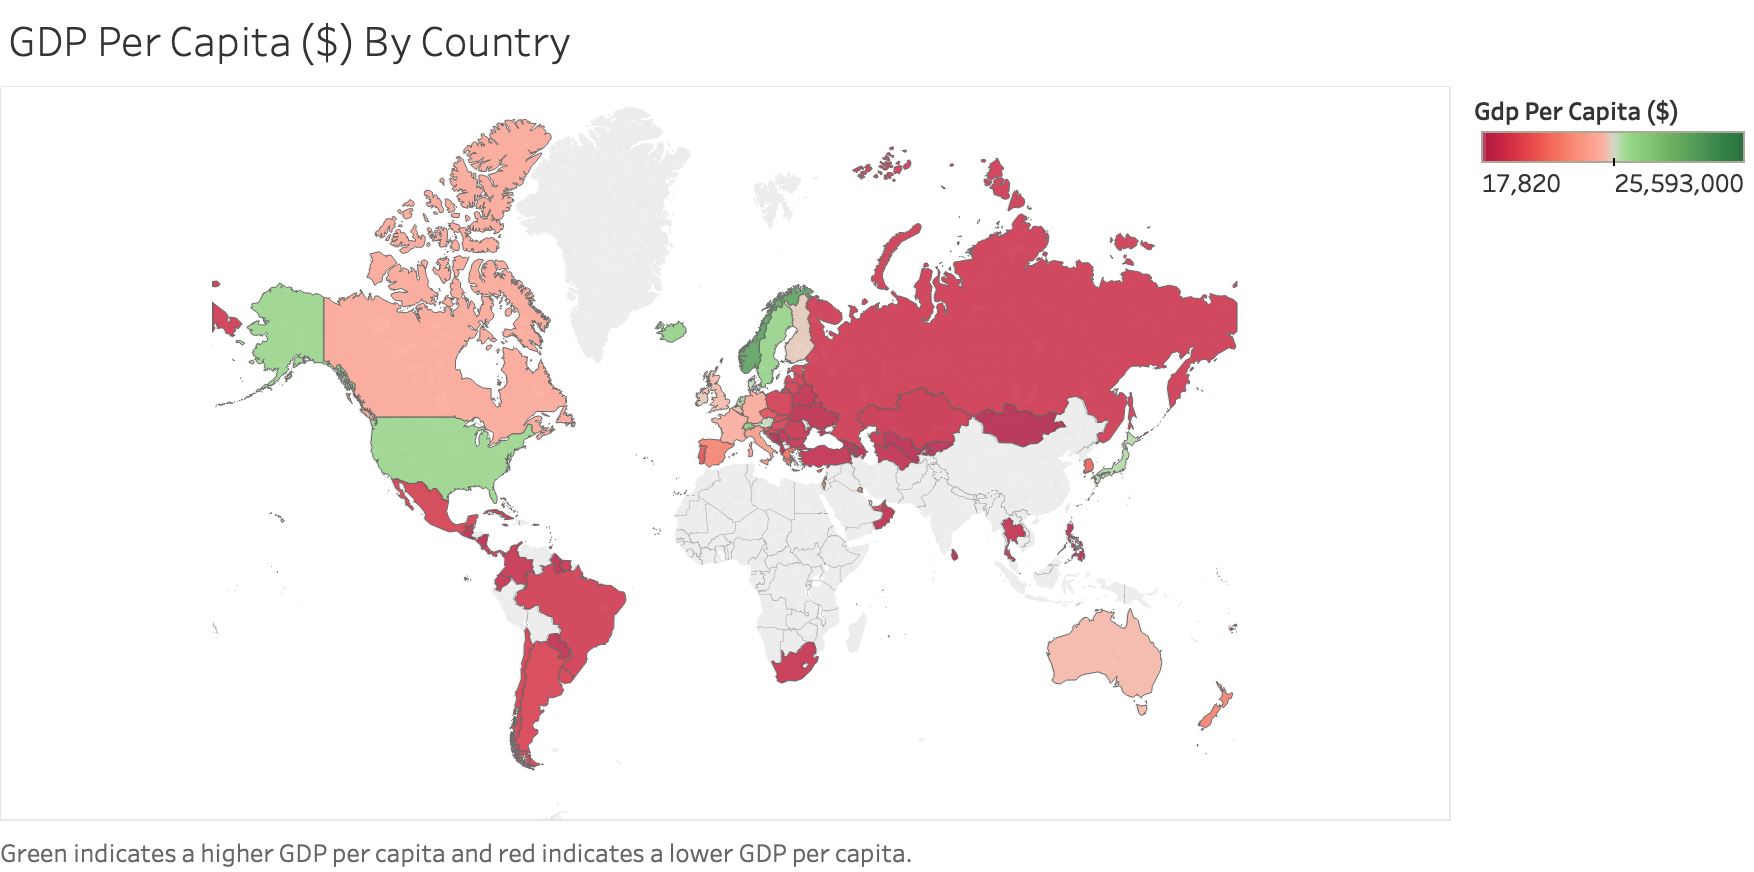 GDP Per Capita ($) By Country
Gdp Per Capita ($)
17,820 25,593,000
Green indicates a higher GDP per capita and red indicates a lower GDP per capita.